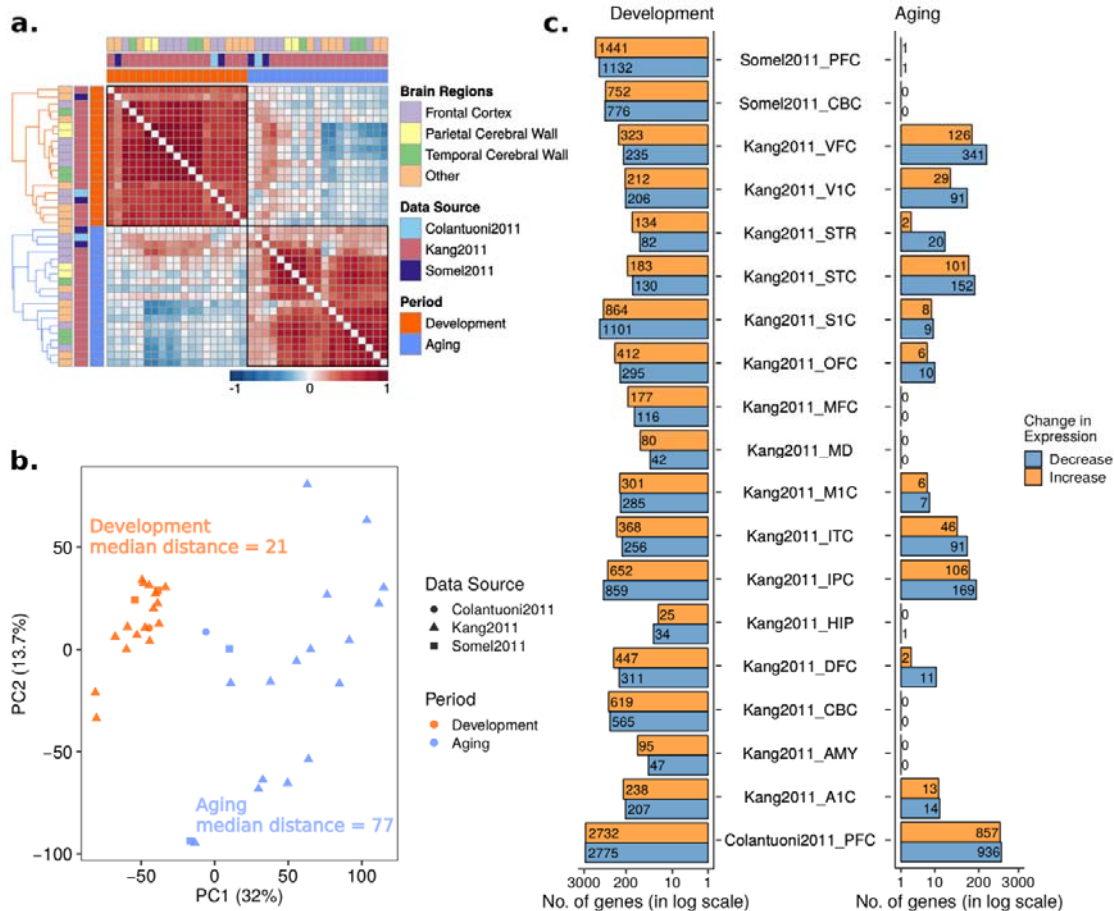 a.
Brain Regions
Frontal Cortex
Parietal Cerebral Wall
Temporal Cerebral Wall
Other
Data Source
Colantuoni2011
Kang2011
Somel2011
Period
Development
Aging
-1 0 1
b.
Development
median distance = 21
Aging
median distance = 77
50
0
−50
−100
−50 0 50 100
PC2 (13.7%)
PC1 (32%)
Data Source
Colantuoni2011
Kang2011
Somel2011
Period
Development
Aging
c.
Development Aging
1441 Somel2011_PFC 1
1132 1
752 Somel2011_CBC 0
776 0
323 Kang2011_VFC 126
235 341
212 Kang2011_V1C 29
206 91
134 Kang2011_STR 2
82 20
183 Kang2011_STC 101
130 152
864 Kang2011_S1C 8
1101 9
412 Kang2011_OFC 6
295 10
177 Kang2011_MFC 0
116 0
80 Kang2011_MD 0
42 0
301 Kang2011_M1C 6
285 7
368 Kang2011_ITC 46
256 91
652 Kang2011_IPC 106
859 169
25 Kang2011_HIP 0
34 1
447 Kang2011_DFC 2
311 11
619 Kang2011_CBC 0
565 0
95 Kang2011_AMY 0
47 0
238 Kang2011_A1C 13
207 14
2732 Colantuoni2011_PFC 857
2775 936
3000 200 10 1 1 10 200 3000
No. of genes (in log scale) No. of genes (in log scale)
Change in
Expression
Decrease
Increase